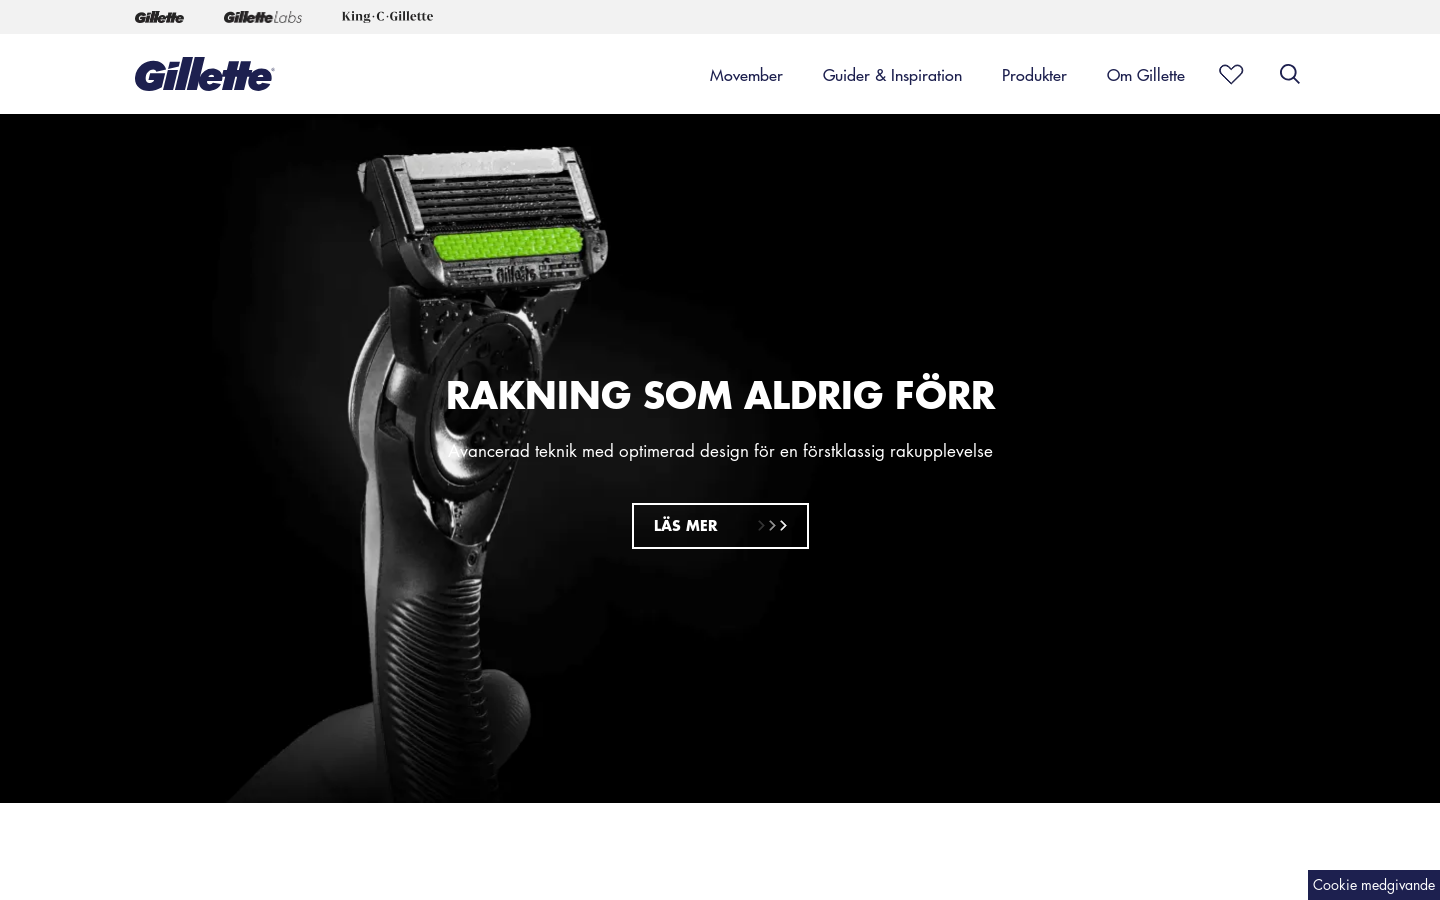 Gillette
GilletteLabs
King·C·Gillette
Gillette
Movember
Guider & Inspiration
Produkter
Om Gillette
RAKNING SOM ALDRIG FÖRR
Avancerad teknik med optimerad design för en förstklassig rakupplevelse
LÄS MER
Cookie medgivande